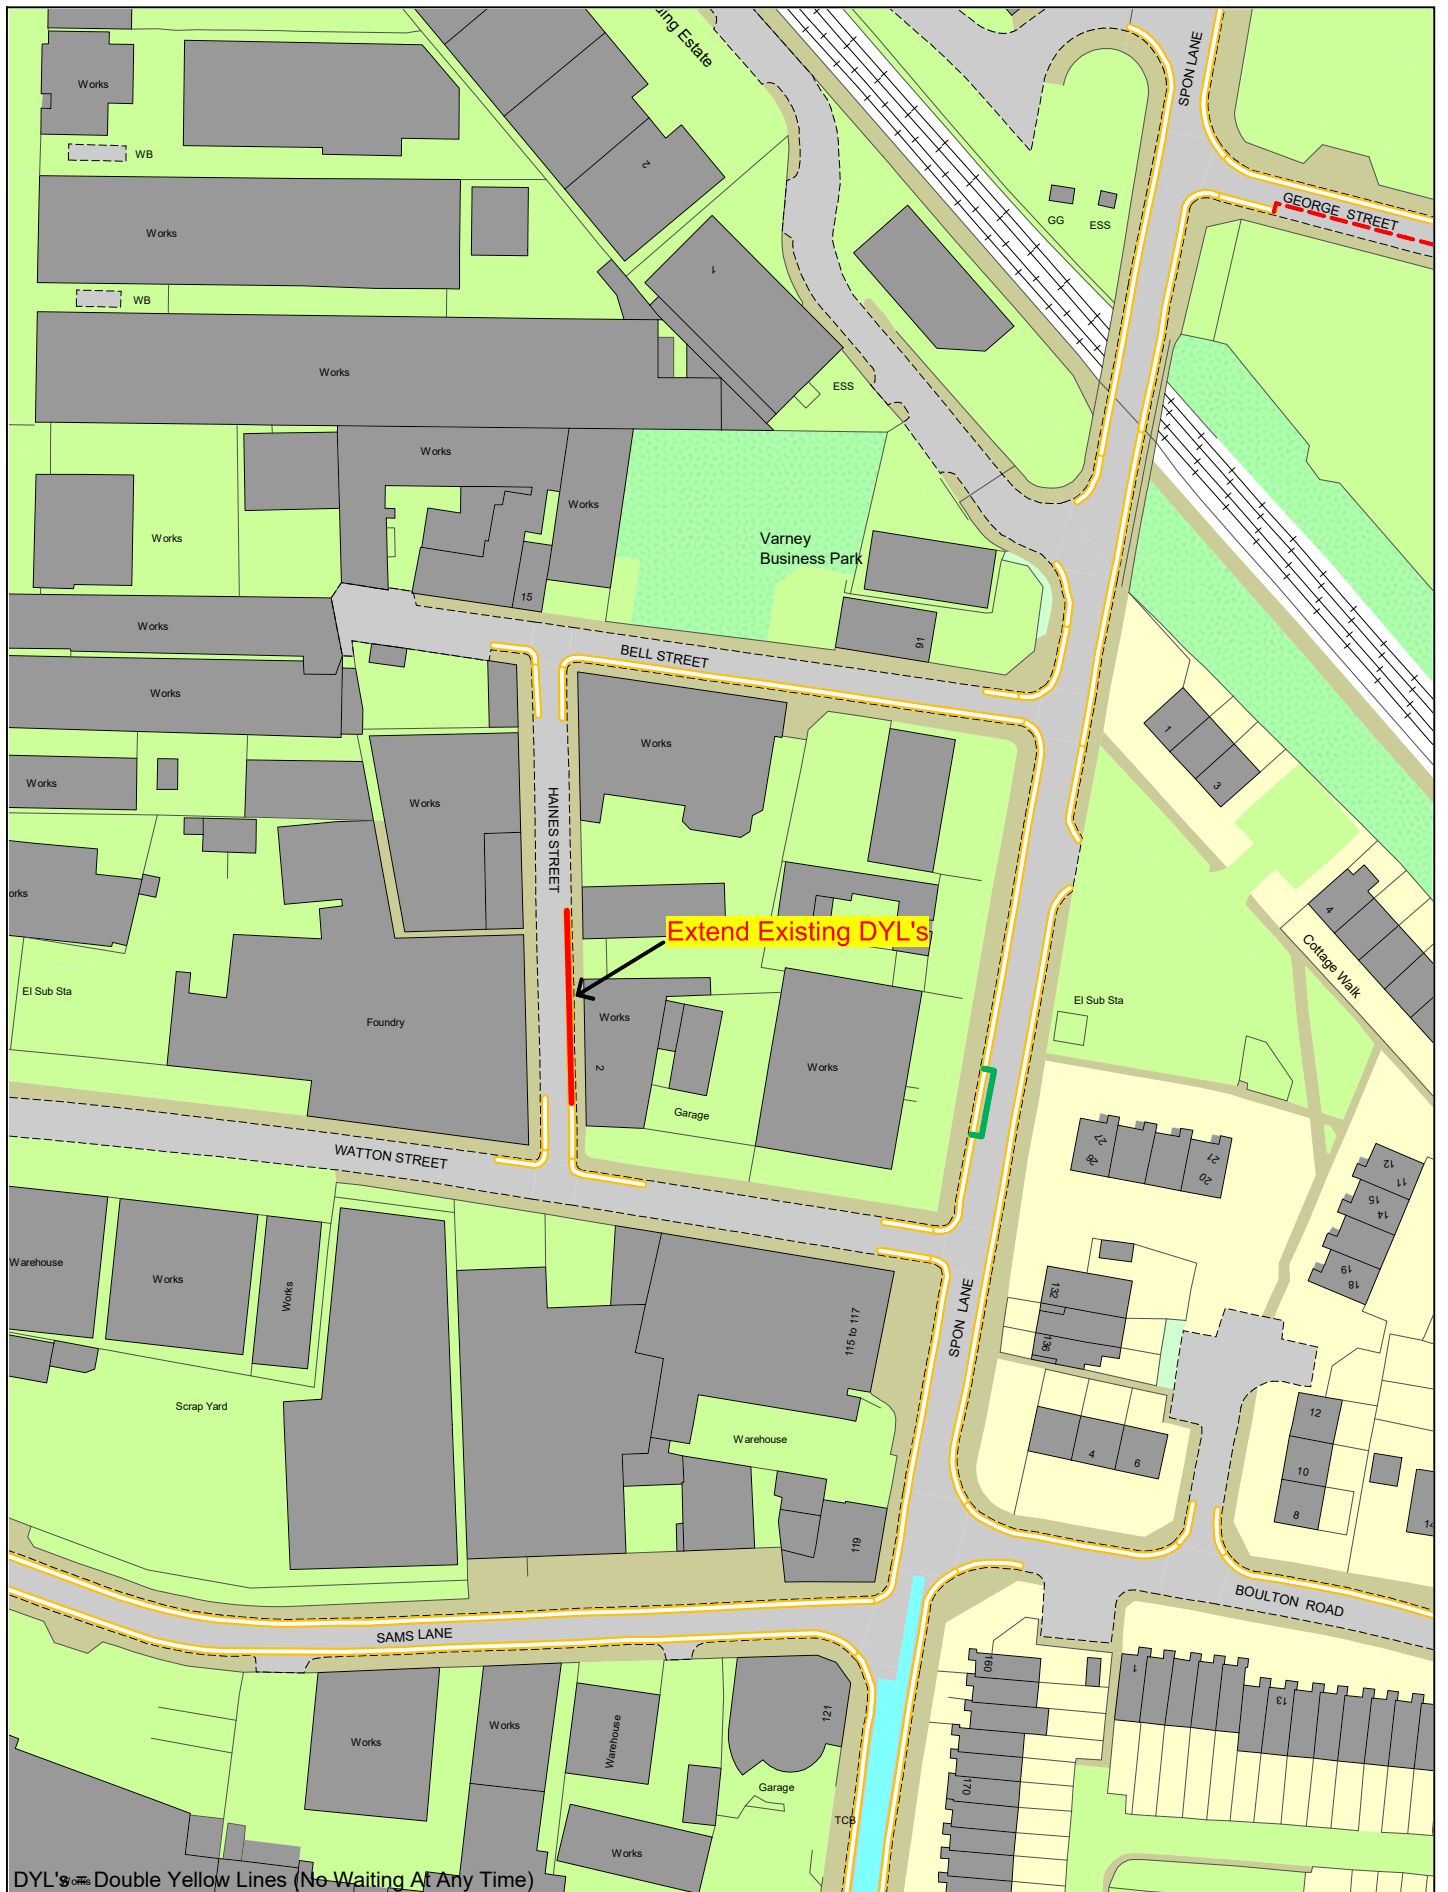 ding Estate
SPON LANE
Works
WB
2
GEORGE STREET
GG
ESS
Works
1
WB
Works
ESS
Works
Works
Works
Varney
Business Park
15
Works
91
BELL STREET
Works
Works
1
3
Works
Works
HAINES STREET
orks
4
Extend Existing DYL's
Cottage Walk
El Sub Sta
El Sub Sta
Foundry
Works
2
Works
Garage
27
26
21
20
12
11
15
14
19
18
WATTON STREET
Warehouse
Works
Works
132
136
115 to 117
SPON LANE
Scrap Yard
Warehouse
4
6
12
10
8
14
119
BOULTON ROAD
SAMS LANE
160
1
13
121
Works
Works
Warehouse
Garage
170
TCB
Works
Works
DYL's = Double Yellow Lines (No Waiting At Any Time)